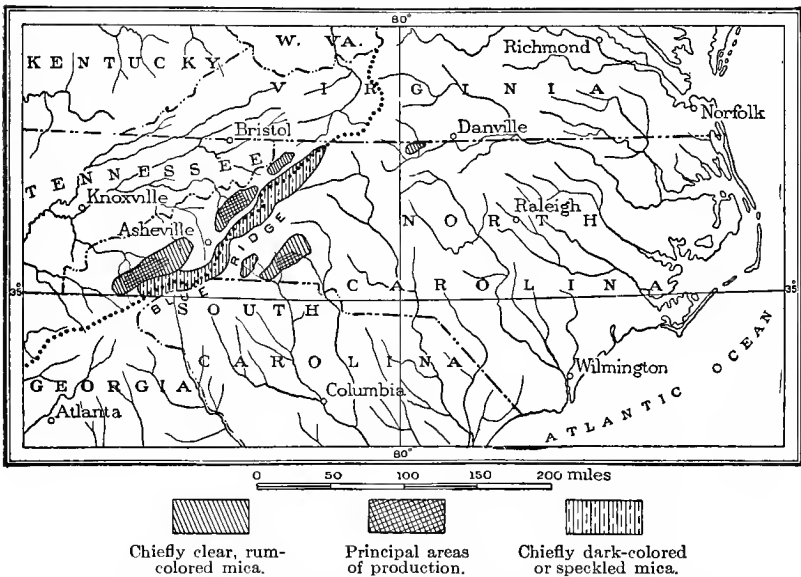 80°
W. VA.
Richmond
KENTUCKY
VIRGINIA
Norfolk
Bristol
Danville
TENNESSEE
Knoxville
NORTH
Raleigh
Asheville
BLUE RIDGE
35°
CAROLINA
35°
SOUTH
CAROLINA
Wilmington
GEORGIA
Columbia
Atlanta
ATLANTIC OCEAN
80°
0 50 100 150 200 miles
Chiefly clear, rum-
colored mica.
Principal areas
of production.
Chiefly dark-colored
or speckled mica.